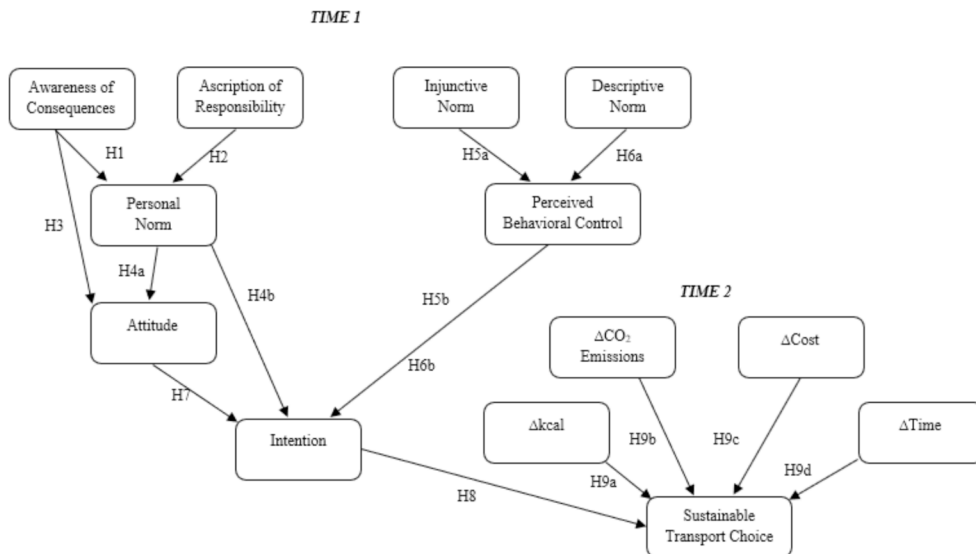 TIME 1
Awareness of
Consequences
Ascription of
Responsibility
Injunctive
Norm
Descriptive
Norm
H1
H2
H5a
H6a
Personal
Norm
Perceived
Behavioral Control
H3
H4a
H4b
H5b
TIME 2
Attitude
ΔCO₂
Emissions
ΔCost
H6b
H7
Δkcal
ΔTime
Intention
H9b
H9c
H9a
H9d
H8
Sustainable
Transport Choice